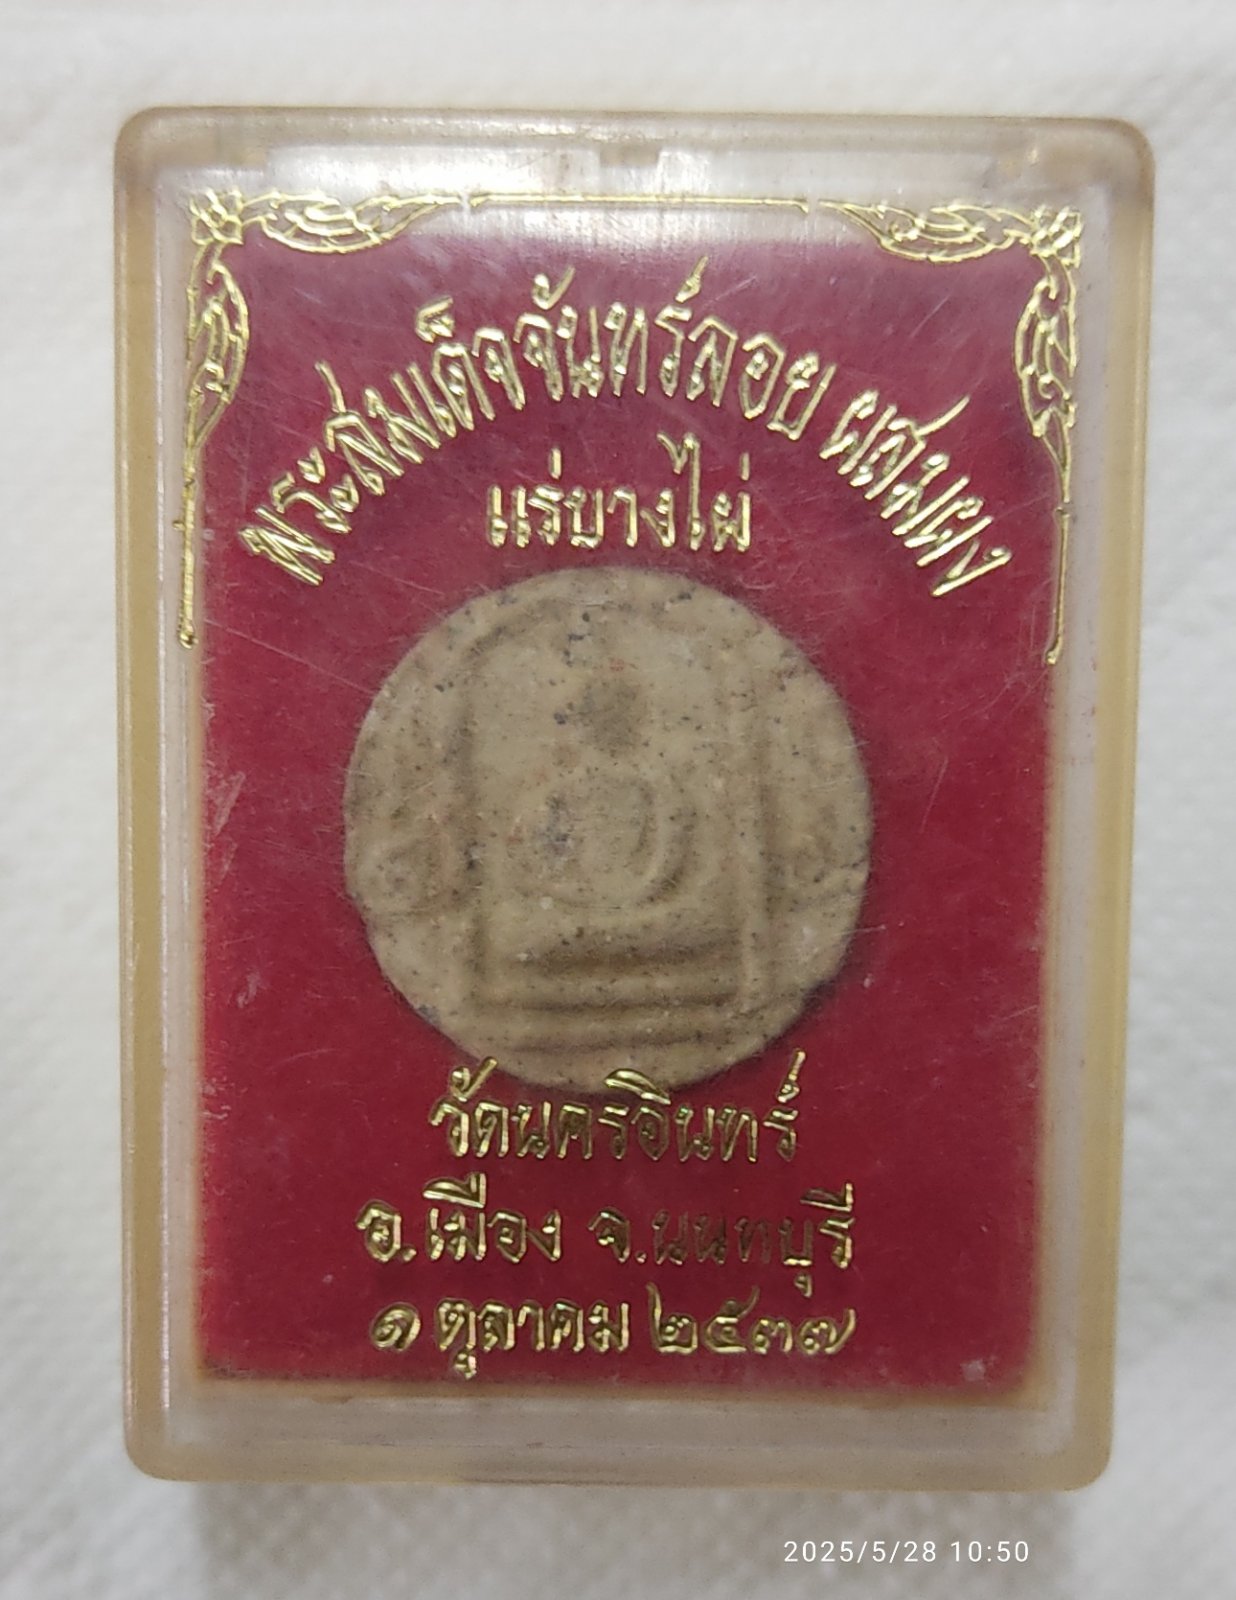 พระสมเด็จจันทร์ลอย ผสมผง
แร่บางไผ่
วัดนครอินทร์
อ.เมือง จ.นนทบุรี
๑ ตุลาคม ๒๕๓๗
2025/5/28 10:50